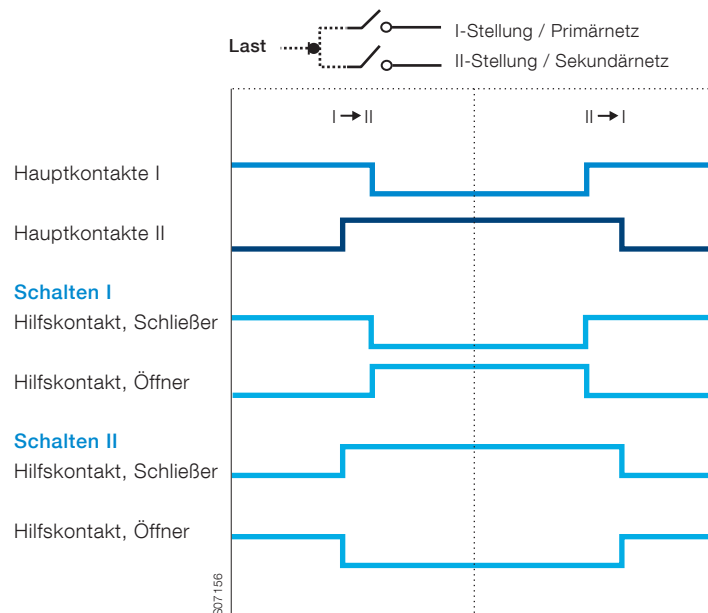 Last
I-Stellung / Primärnetz
II-Stellung / Sekundärnetz
I → II
II → I
Hauptkontakte I
Hauptkontakte II
Schalten I
Hilfskontakt, Schließer
Hilfskontakt, Öffner
Schalten II
Hilfskontakt, Schließer
Hilfskontakt, Öffner
S07156